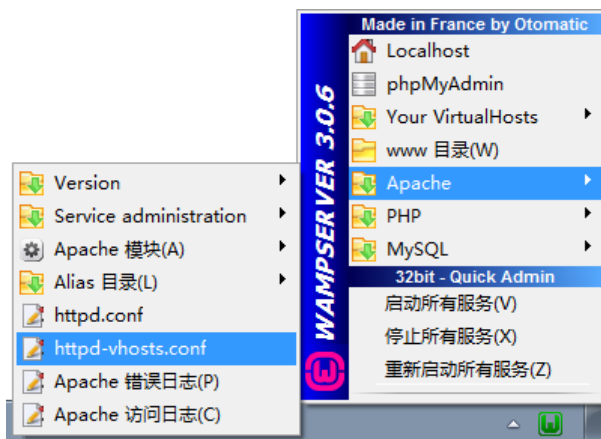 Made in France by Otomatic
Localhost
phpMyAdmin
Your VirtualHosts
www 目录(W)
Apache
PHP
MySQL
32bit - Quick Admin
启动所有服务(V)
停止所有服务(X)
重新启动所有服务(Z)
WAMPSERVER 3.0.6
Version
Service administration
Apache 模块(A)
Alias 目录(L)
httpd.conf
httpd-vhosts.conf
Apache 错误日志(P)
Apache 访问日志(C)